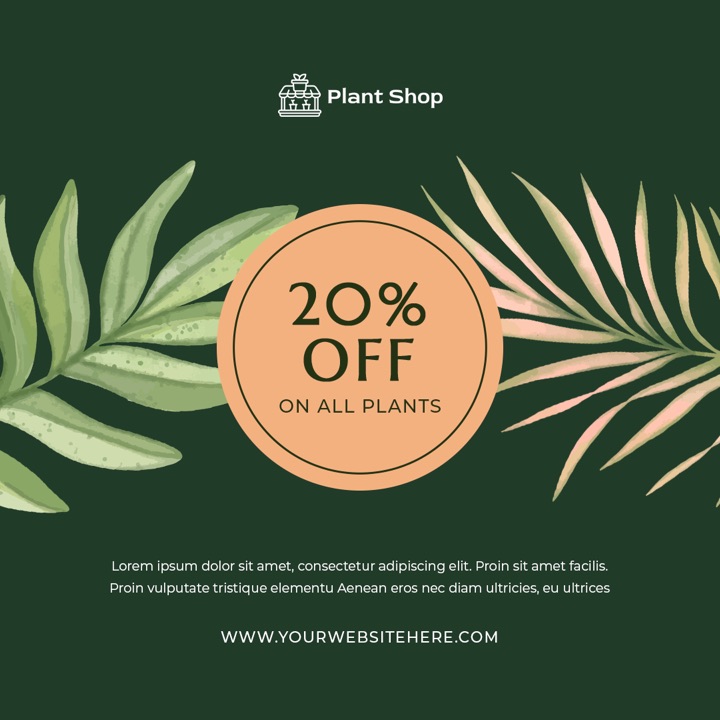 Plant Shop
20%
OFF
ON ALL PLANTS
Lorem ipsum dolor sit amet, consectetur adipiscing elit. Proin sit amet facilis.
Proin vulputate tristique elementu Aenean eros nec diam ultricies, eu ultrices
WWW.YOURWEBSITEHERE.COM